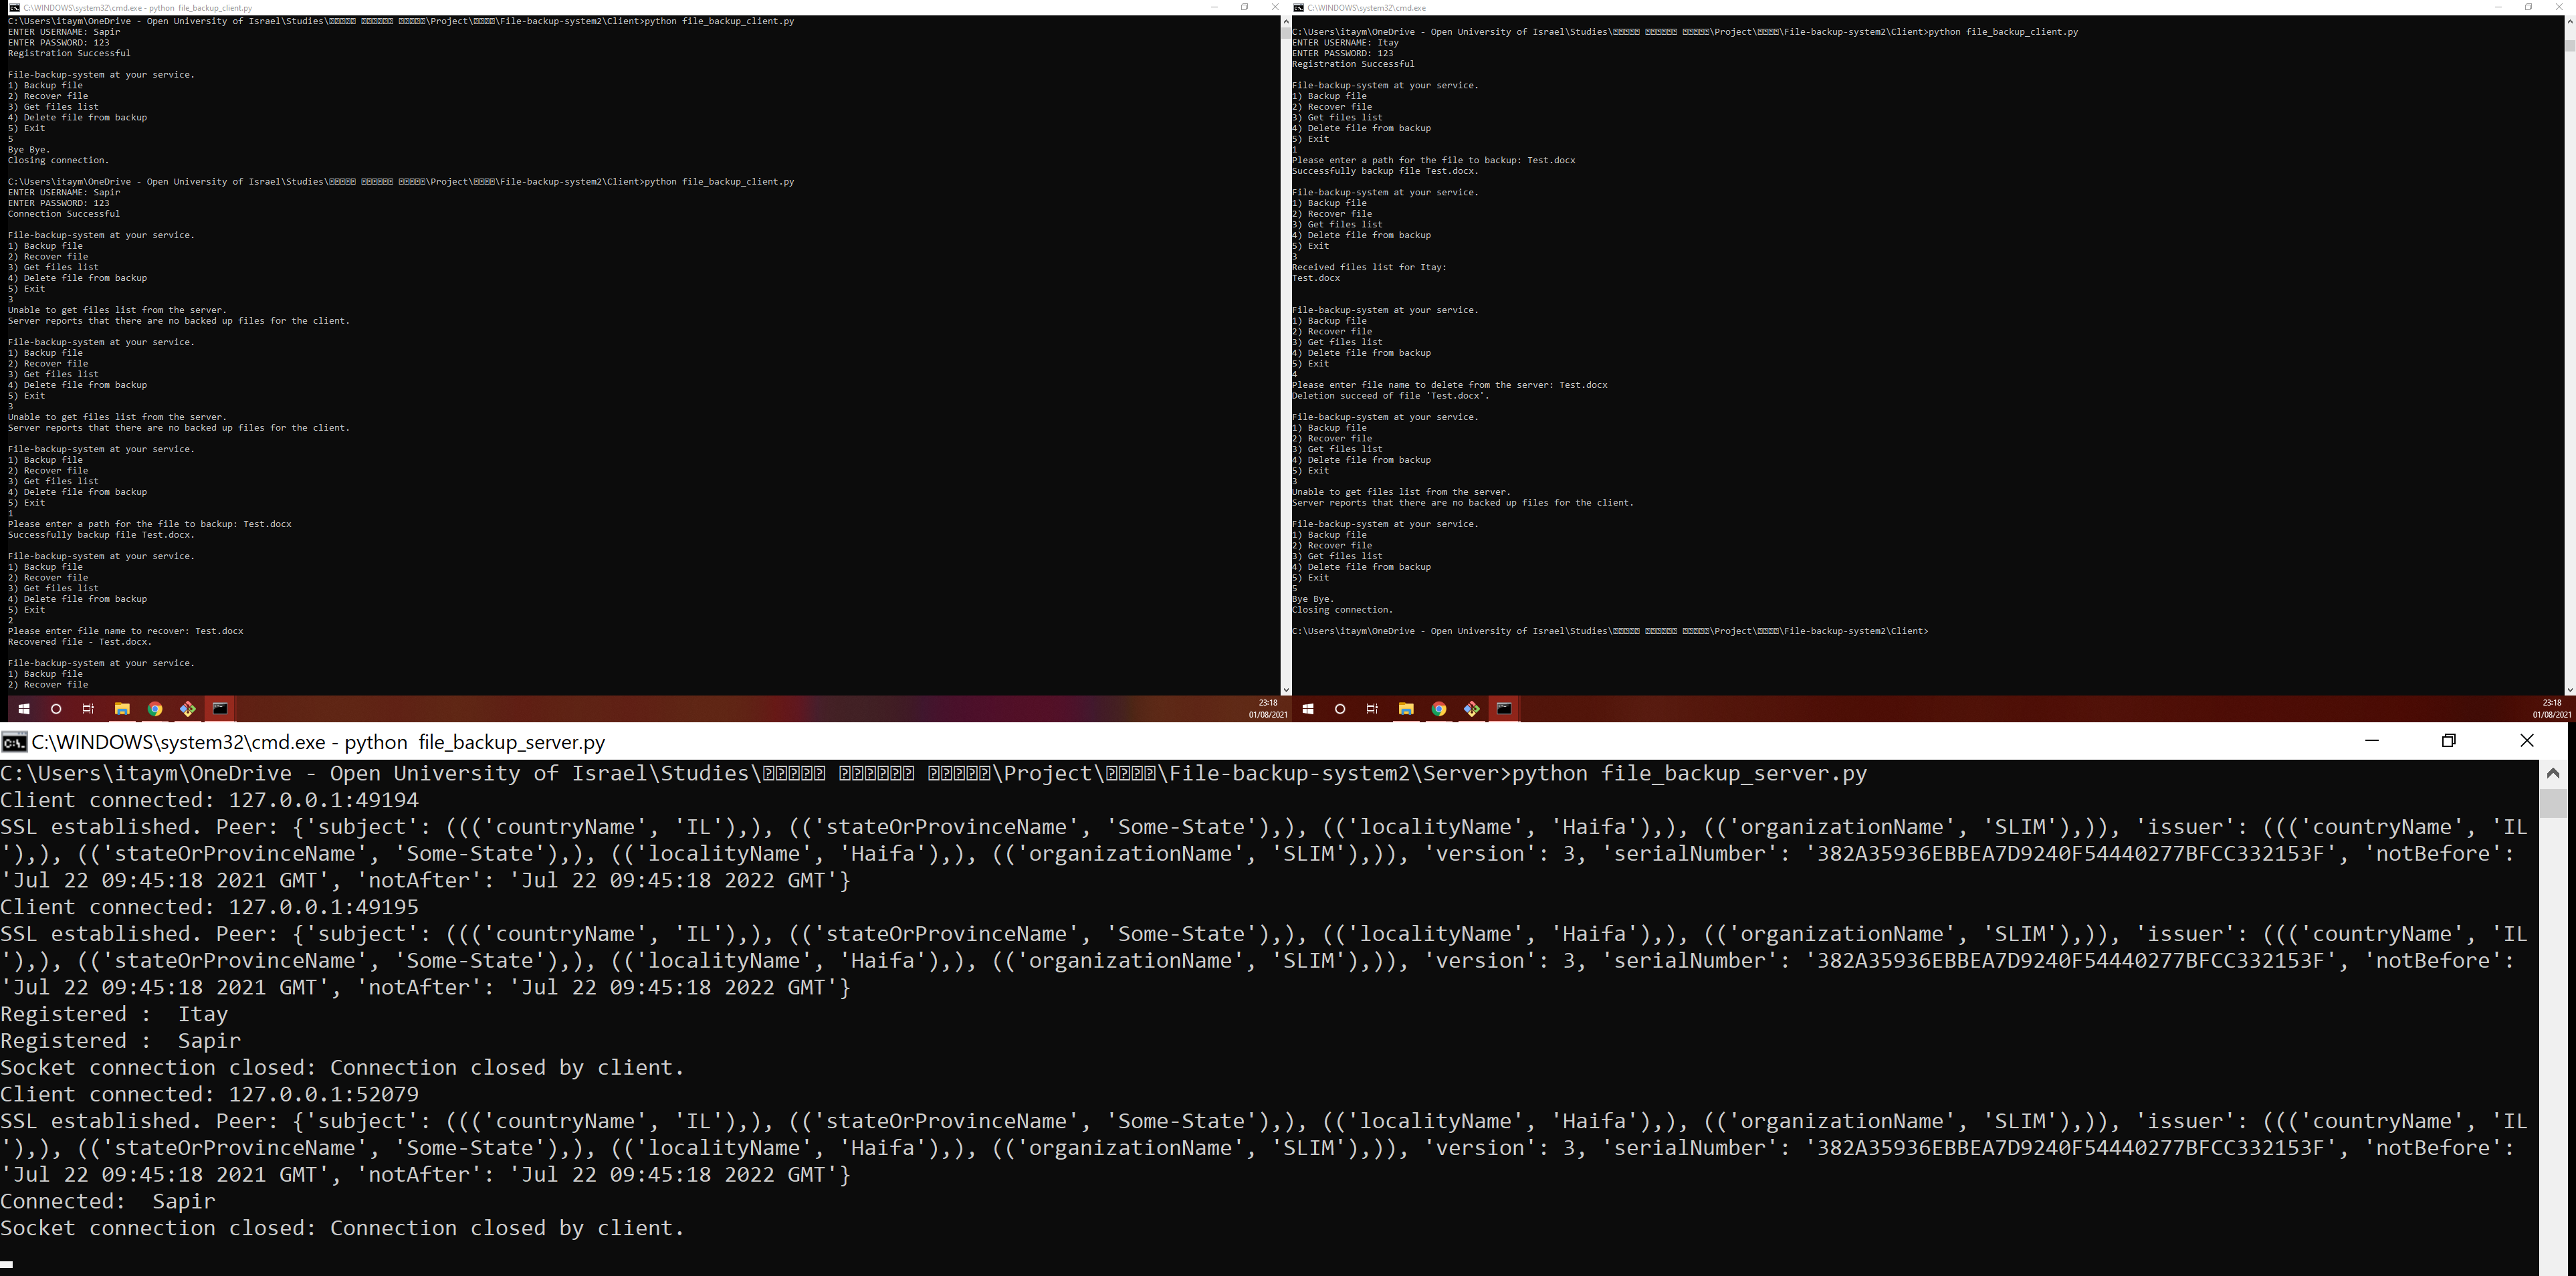 C:\WINDOWS\system32\cmd.exe - python  file_backup_client.py
C:\Users\itaym\OneDrive - Open University of Israel\Studies\ \Project\ \File-backup-system2\Client>python file_backup_client.py
ENTER USERNAME: Sapir
ENTER PASSWORD: 123
Registration Successful
File-backup-system at your service.
1) Backup file
2) Recover file
3) Get files list
4) Delete file from backup
5) Exit
5
Bye Bye.
Closing connection.
C:\Users\itaym\OneDrive - Open University of Israel\Studies\ \Project\ \File-backup-system2\Client>python file_backup_client.py
ENTER USERNAME: Sapir
ENTER PASSWORD: 123
Connection Successful
File-backup-system at your service.
1) Backup file
2) Recover file
3) Get files list
4) Delete file from backup
5) Exit
3
Unable to get files list from the server.
Server reports that there are no backed up files for the client.
File-backup-system at your service.
1) Backup file
2) Recover file
3) Get files list
4) Delete file from backup
5) Exit
3
Unable to get files list from the server.
Server reports that there are no backed up files for the client.
File-backup-system at your service.
1) Backup file
2) Recover file
3) Get files list
4) Delete file from backup
5) Exit
1
Please enter a path for the file to backup: Test.docx
Successfully backup file Test.docx.
File-backup-system at your service.
1) Backup file
2) Recover file
3) Get files list
4) Delete file from backup
5) Exit
2
Please enter file name to recover: Test.docx
Recovered file - Test.docx.
File-backup-system at your service.
1) Backup file
2) Recover file
23:18
01/08/2021
C:\WINDOWS\system32\cmd.exe
C:\Users\itaym\OneDrive - Open University of Israel\Studies\ \Project\ \File-backup-system2\Client>python file_backup_client.py
ENTER USERNAME: Itay
ENTER PASSWORD: 123
Registration Successful
File-backup-system at your service.
1) Backup file
2) Recover file
3) Get files list
4) Delete file from backup
5) Exit
1
Please enter a path for the file to backup: Test.docx
Successfully backup file Test.docx.
File-backup-system at your service.
1) Backup file
2) Recover file
3) Get files list
4) Delete file from backup
5) Exit
3
Received files list for Itay:
Test.docx
File-backup-system at your service.
1) Backup file
2) Recover file
3) Get files list
4) Delete file from backup
5) Exit
4
Please enter file name to delete from the server: Test.docx
Deletion succeed of file 'Test.docx'.
File-backup-system at your service.
1) Backup file
2) Recover file
3) Get files list
4) Delete file from backup
5) Exit
3
Unable to get files list from the server.
Server reports that there are no backed up files for the client.
File-backup-system at your service.
1) Backup file
2) Recover file
3) Get files list
4) Delete file from backup
5) Exit
5
Bye Bye.
Closing connection.
C:\Users\itaym\OneDrive - Open University of Israel\Studies\ \Project\ \File-backup-system2\Client>
23:18
01/08/2021
C:\WINDOWS\system32\cmd.exe - python  file_backup_server.py
C:\Users\itaym\OneDrive - Open University of Israel\Studies\ \Project\ \File-backup-system2\Server>python file_backup_server.py
Client connected: 127.0.0.1:49194
SSL established. Peer: {'subject': ((('countryName', 'IL'),), (('stateOrProvinceName', 'Some-State'),), (('localityName', 'Haifa'),), (('organizationName', 'SLIM'),)), 'issuer': ((('countryName', 'IL
'),), (('stateOrProvinceName', 'Some-State'),), (('localityName', 'Haifa'),), (('organizationName', 'SLIM'),)), 'version': 3, 'serialNumber': '382A35936EBBEA7D9240F54440277BFCC332153F', 'notBefore':
'Jul 22 09:45:18 2021 GMT', 'notAfter': 'Jul 22 09:45:18 2022 GMT'}
Client connected: 127.0.0.1:49195
SSL established. Peer: {'subject': ((('countryName', 'IL'),), (('stateOrProvinceName', 'Some-State'),), (('localityName', 'Haifa'),), (('organizationName', 'SLIM'),)), 'issuer': ((('countryName', 'IL
'),), (('stateOrProvinceName', 'Some-State'),), (('localityName', 'Haifa'),), (('organizationName', 'SLIM'),)), 'version': 3, 'serialNumber': '382A35936EBBEA7D9240F54440277BFCC332153F', 'notBefore':
'Jul 22 09:45:18 2021 GMT', 'notAfter': 'Jul 22 09:45:18 2022 GMT'}
Registered :  Itay
Registered :  Sapir
Socket connection closed: Connection closed by client.
Client connected: 127.0.0.1:52079
SSL established. Peer: {'subject': ((('countryName', 'IL'),), (('stateOrProvinceName', 'Some-State'),), (('localityName', 'Haifa'),), (('organizationName', 'SLIM'),)), 'issuer': ((('countryName', 'IL
'),), (('stateOrProvinceName', 'Some-State'),), (('localityName', 'Haifa'),), (('organizationName', 'SLIM'),)), 'version': 3, 'serialNumber': '382A35936EBBEA7D9240F54440277BFCC332153F', 'notBefore':
'Jul 22 09:45:18 2021 GMT', 'notAfter': 'Jul 22 09:45:18 2022 GMT'}
Connected:  Sapir
Socket connection closed: Connection closed by client.